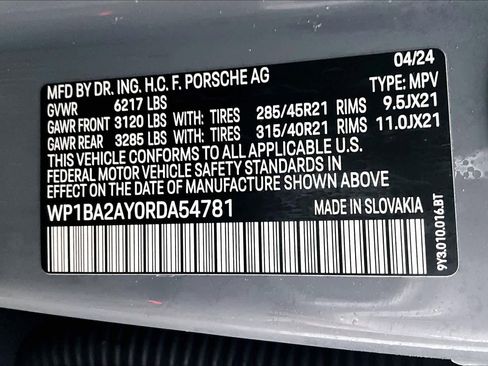 MFD BY DR. ING. H.C. F. PORSCHE AG 04/24
GVWR 6217 LBS TYPE: MPV
GAWR FRONT 3120 LBS WITH: TIRES 285/45R21 RIMS 9.5JX21
GAWR REAR 3285 LBS WITH: TIRES 315/40R21 RIMS 11.0JX21
THIS VEHICLE CONFORMS TO ALL APPLICABLE U.S.
FEDERAL MOTOR VEHICLE SAFETY STANDARDS IN
EFFECT ON THE DATE OF MANUFACTURE SHOWN ABOVE
WP1BA2AY0RDA54781 MADE IN SLOVAKIA
9Y3.010.016.BT